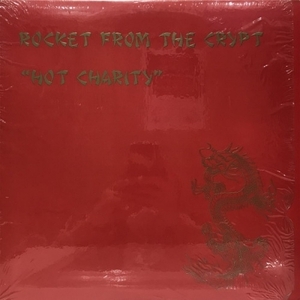 ROCKET FROM THE CRYPT
"HOT CHARITY"